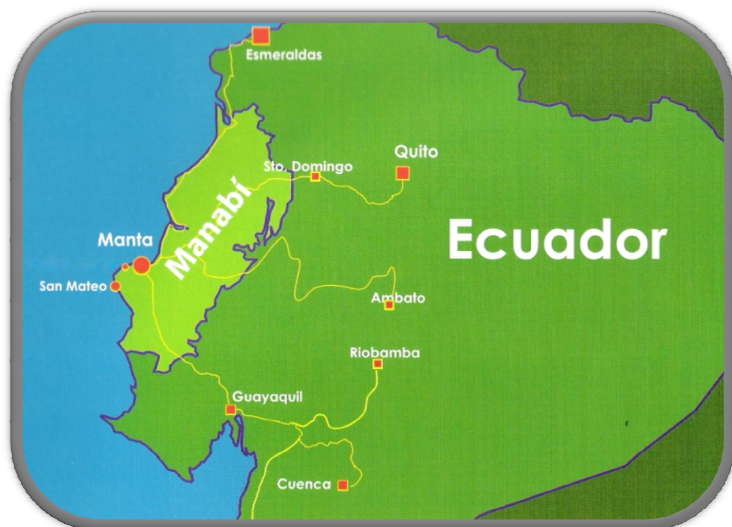 Esmeraldas
Sto. Domingo
Quito
Manabí
Manta
Ecuador
San Mateo
Ambato
Riobamba
Guayaquil
Cuenca